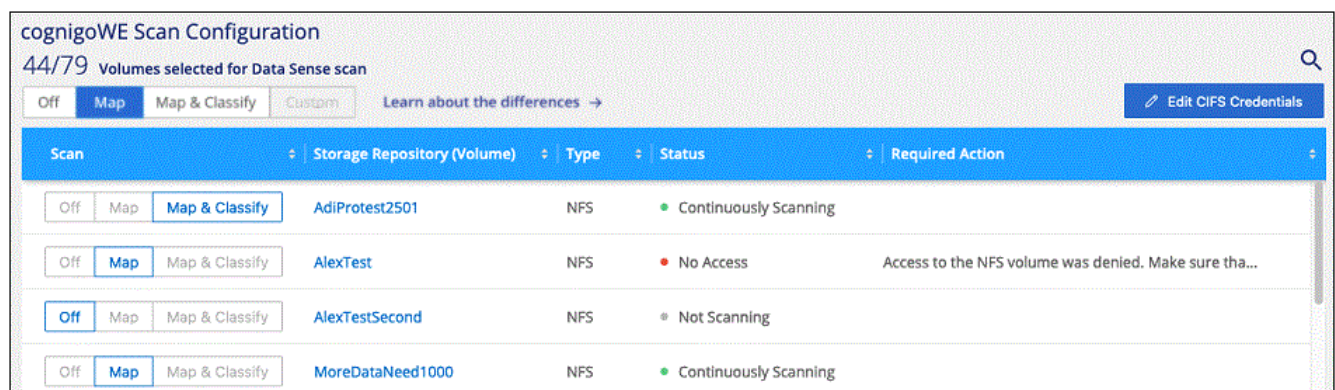 cognigoWE Scan Configuration
44/79 Volumes selected for Data Sense scan
Off Map Map & Classify Custom Learn about the differences → Edit CIFS Credentials
Scan Storage Repository (Volume) Type Status Required Action
Off Map Map & Classify AdiProtest2501 NFS Continuously Scanning
Off Map Map & Classify AlexTest NFS No Access Access to the NFS volume was denied. Make sure tha...
Off Map Map & Classify AlexTestSecond NFS Not Scanning
Off Map Map & Classify MoreDataNeed1000 NFS Continuously Scanning